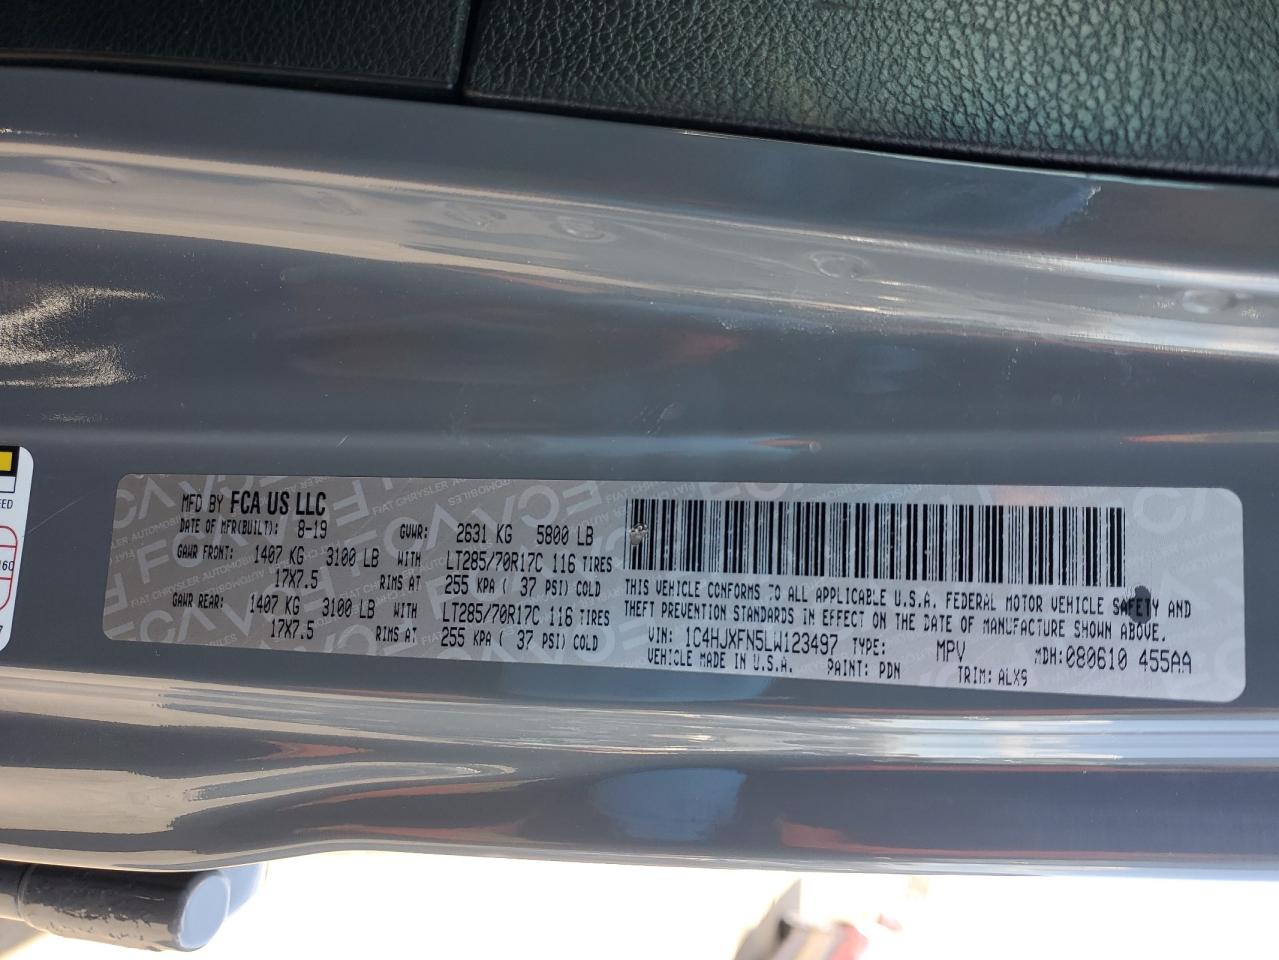 MFD BY FCA US LLC
DATE OF MFR(BUILT): 8-19 GVWR: 2631 KG 5800 LB
GAWR FRONT: 1407 KG 3100 LB WITH LT285/70R17C 116 TIRES
17X7.5 RIMS AT 255 KPA ( 37 PSI) COLD
GAWR REAR: 1407 KG 3100 LB WITH LT285/70R17C 116 TIRES
17X7.5 RIMS AT 255 KPA ( 37 PSI) COLD
THIS VEHICLE CONFORMS TO ALL APPLICABLE U.S.A. FEDERAL MOTOR VEHICLE SAFETY AND
THEFT PREVENTION STANDARDS IN EFFECT ON THE DATE OF MANUFACTURE SHOWN ABOVE.
VIN: 1C4HJXFN5LW123497 TYPE: MPV MDH:080610 455AA
VEHICLE MADE IN U.S.A. PAINT: PDN TRIM: ALX9